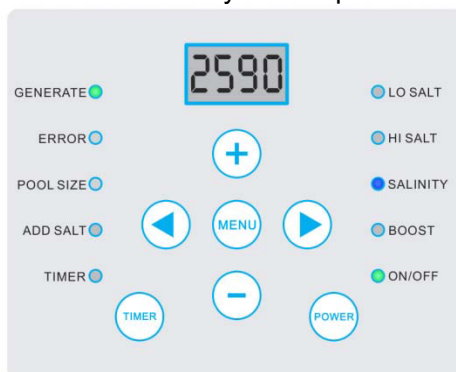 2590
GENERATE
LO SALT
ERROR
HI SALT
POOL SIZE
SALINITY
MENU
ADD SALT
BOOST
TIMER
ON/OFF
TIMER
POWER